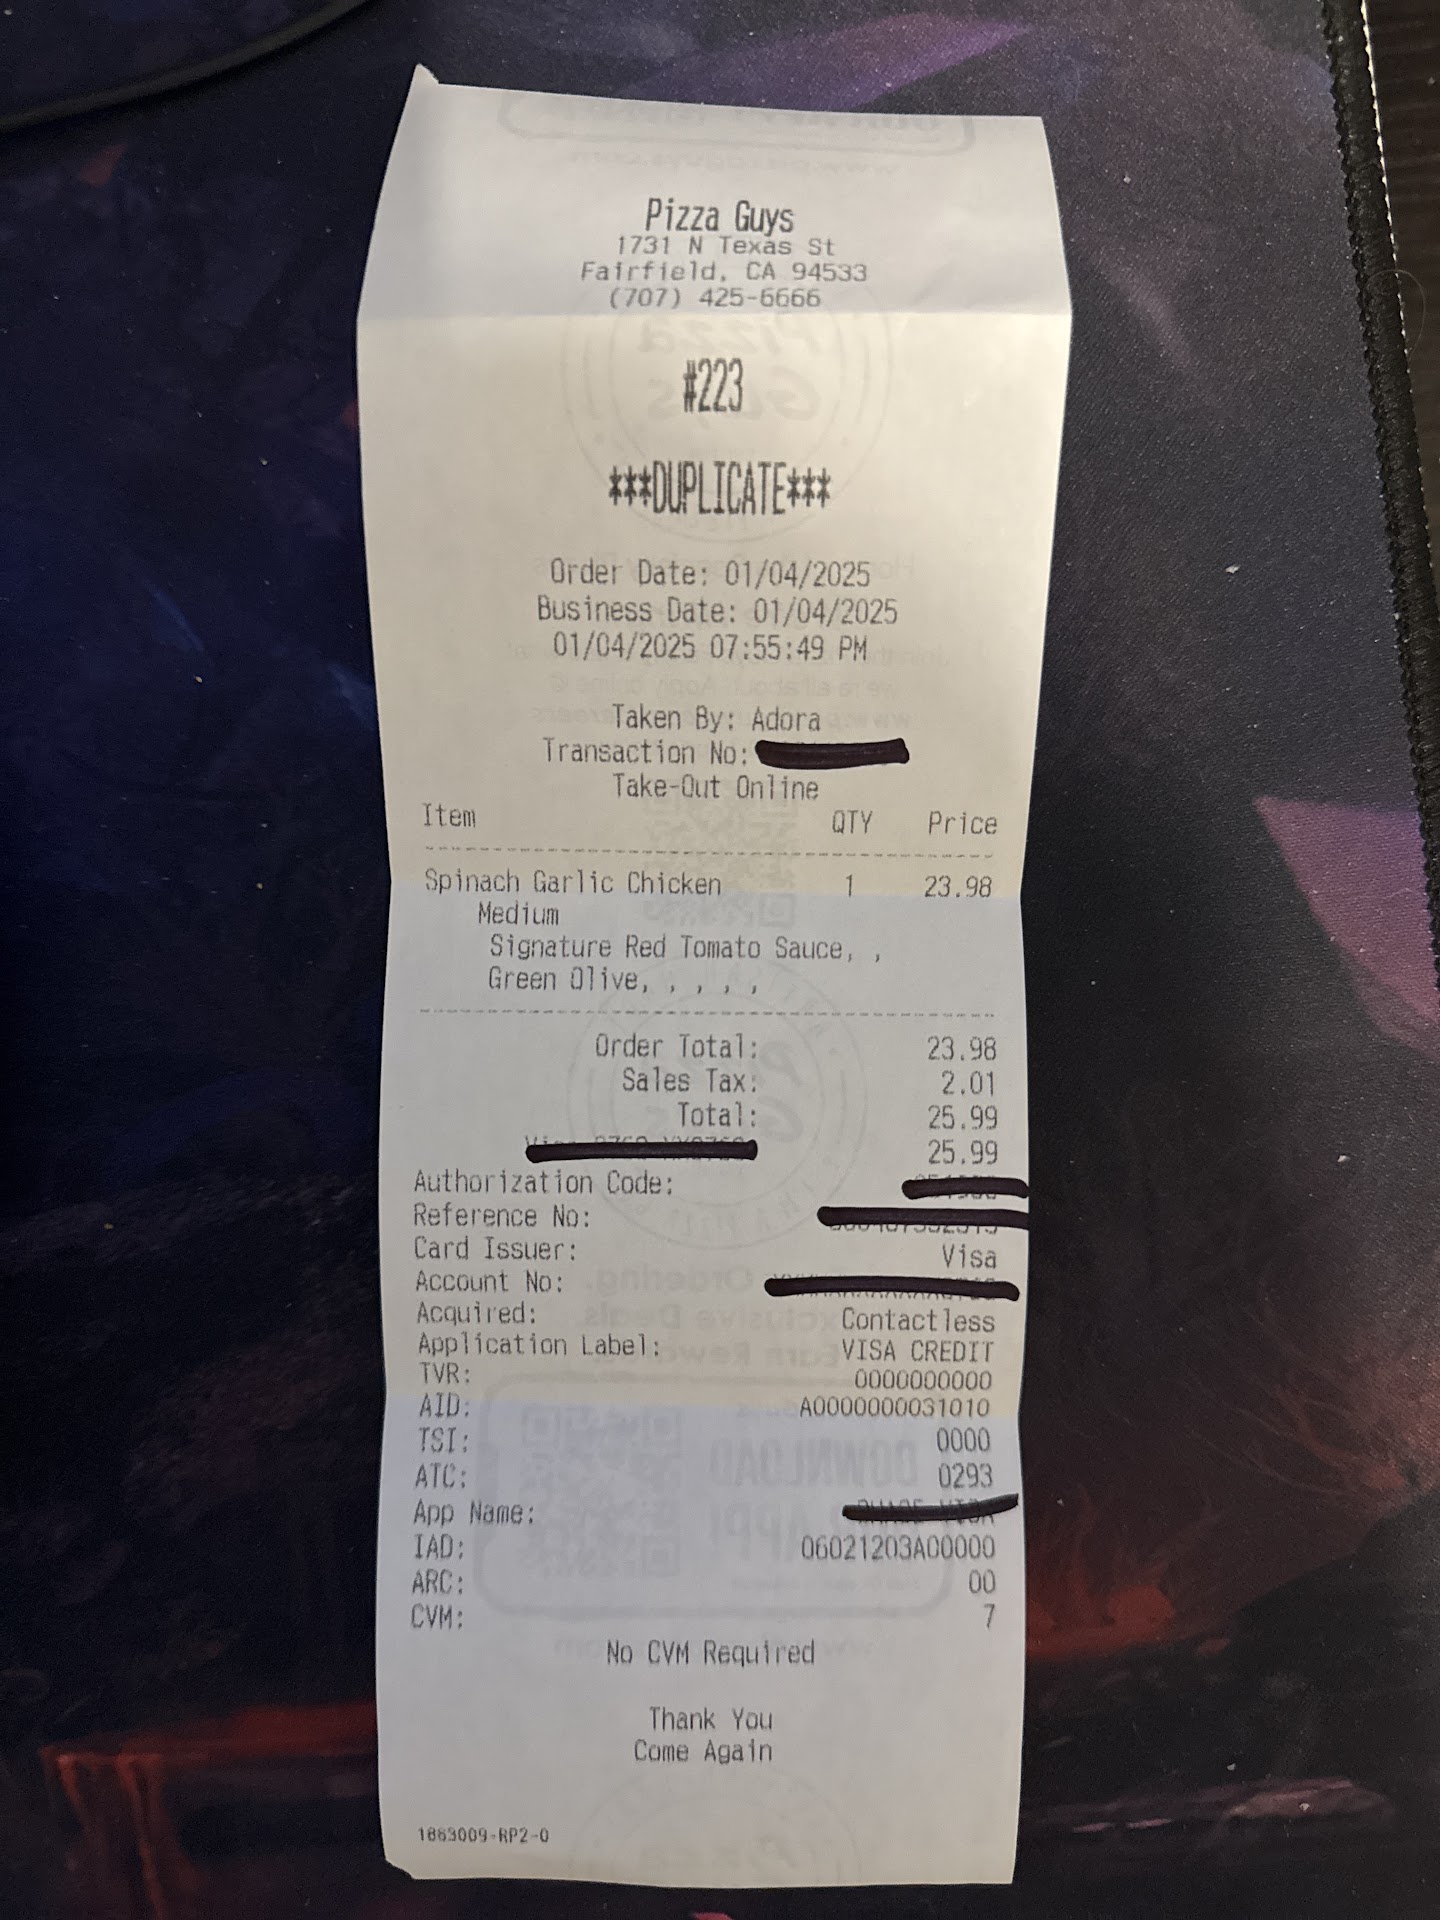 Pizza Guys
1731 N Texas St
Fairfield, CA 94533
(707) 425-6666
#223
***DUPLICATE***
Order Date: 01/04/2025
Business Date: 01/04/2025
01/04/2025 07:55:49 PM
Taken By: Adora
Transaction No:
Take-Out Online
Item QTY Price
Spinach Garlic Chicken 1 23.98
Medium
Signature Red Tomato Sauce, ,
Green Olive, , , , ,
Order Total: 23.98
Sales Tax: 2.01
Total: 25.99
25.99
Authorization Code:
Reference No:
Card Issuer: Visa
Account No:
Acquired: Contactless
Application Label: VISA CREDIT
TVR: 0000000000
AID: A0000000031010
TSI: 0000
ATC: 0293
App Name:
IAD: 06021203A00000
ARC: 00
CVM: 7
No CVM Required
Thank You
Come Again
1883009-RP2-0